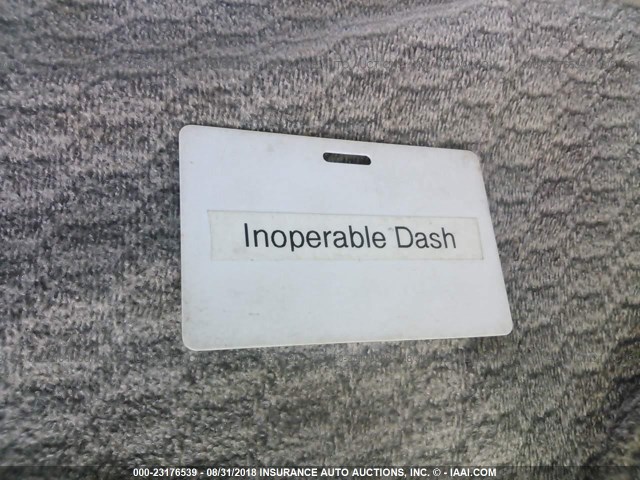 Inoperable Dash
000-23176539 - 08/31/2018 INSURANCE AUTO AUCTIONS, INC. © - IAAI.COM